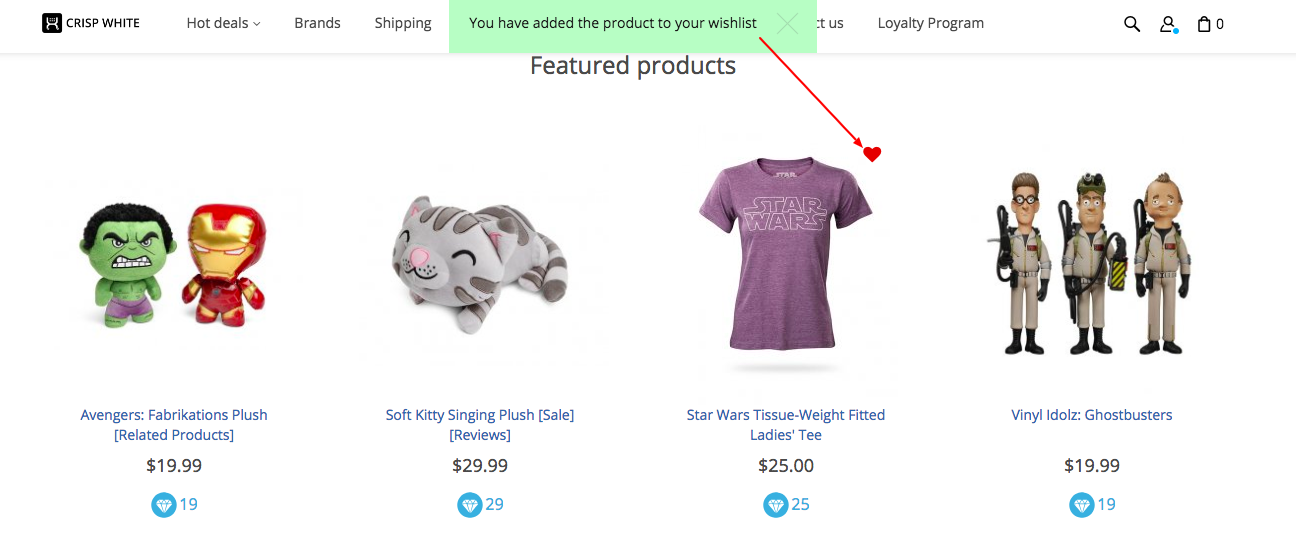 CRISP WHITE
Hot deals
Brands
Shipping
You have added the product to your wishlist
ct us
Loyalty Program
0
Featured products
STAR
STAR
WARS
Avengers: Fabrikations Plush
[Related Products]
$19.99
19
Soft Kitty Singing Plush [Sale]
[Reviews]
$29.99
29
Star Wars Tissue-Weight Fitted
Ladies' Tee
$25.00
25
Vinyl Idolz: Ghostbusters
$19.99
19